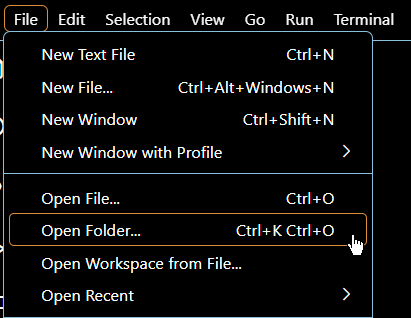 File Edit Selection View Go Run Terminal
New Text File Ctrl+N
New File... Ctrl+Alt+Windows+N
New Window Ctrl+Shift+N
New Window with Profile
Open File... Ctrl+O
Open Folder... Ctrl+K Ctrl+O
Open Workspace from File...
Open Recent